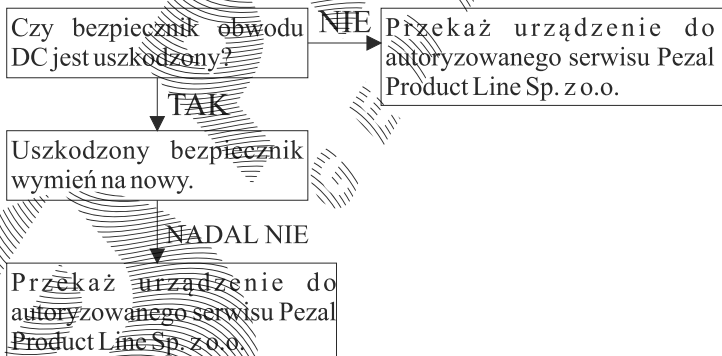 Czy bezpiecznik obwodu
DC jest uszkodzony?
NIE
Przekaż urządzenie do
autoryzowanego serwisu Pezal
Product Line Sp. z o.o.
TAK
Uszkodzony bezpiecznik
wymień na nowy.
NADAL NIE
Przekaż urządzenie do
autoryzowanego serwisu Pezal
Product Line Sp. z o.o.